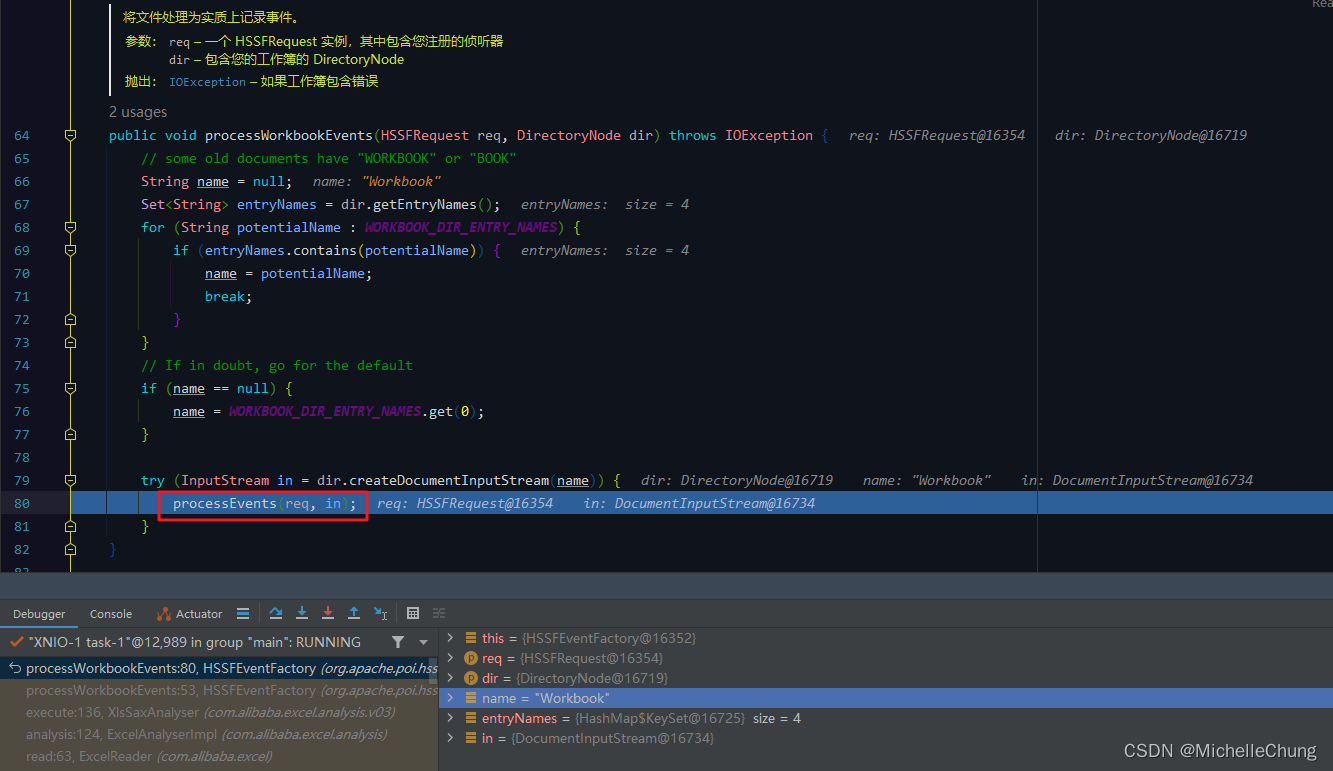 Rea
将文件处理为实质上记录事件。
参数: req – 一个 HSSFRequest 实例，其中包含您注册的侦听器
dir – 包含您的工作簿的 DirectoryNode
抛出: IOException – 如果工作簿包含错误
2 usages
64 public void processWorkbookEvents(HSSFRequest req, DirectoryNode dir) throws IOException { req: HSSFRequest@16354 dir: DirectoryNode@16719
65 // some old documents have "WORKBOOK" or "BOOK"
66 String name = null; name: "Workbook"
67 Set<String> entryNames = dir.getEntryNames(); entryNames: size = 4
68 for (String potentialName : WORKBOOK_DIR_ENTRY_NAMES) {
69 if (entryNames.contains(potentialName)) { entryNames: size = 4
70 name = potentialName;
71 break;
72 }
73 }
74 // If in doubt, go for the default
75 if (name == null) {
76 name = WORKBOOK_DIR_ENTRY_NAMES.get(0);
77 }
78
79 try (InputStream in = dir.createDocumentInputStream(name)) { dir: DirectoryNode@16719 name: "Workbook" in: DocumentInputStream@16734
80 processEvents(req, in); req: HSSFRequest@16354 in: DocumentInputStream@16734
81 }
82 }
Debugger Console Actuator
"XNIO-1 task-1"@12,989 in group "main": RUNNING
processWorkbookEvents:80, HSSFEventFactory (org.apache.poi.hss
processWorkbookEvents:53, HSSFEventFactory (org.apache.poi.hss
execute:136, XlsSaxAnalyser (com.alibaba.excel.analysis.v03)
analysis:124, ExcelAnalyserImpl (com.alibaba.excel.analysis)
read:63, ExcelReader (com.alibaba.excel)
this = {HSSFEventFactory@16352}
req = {HSSFRequest@16354}
dir = {DirectoryNode@16719}
name = "Workbook"
entryNames = {HashMap$KeySet@16725} size = 4
in = {DocumentInputStream@16734}
CSDN @MichelleChung